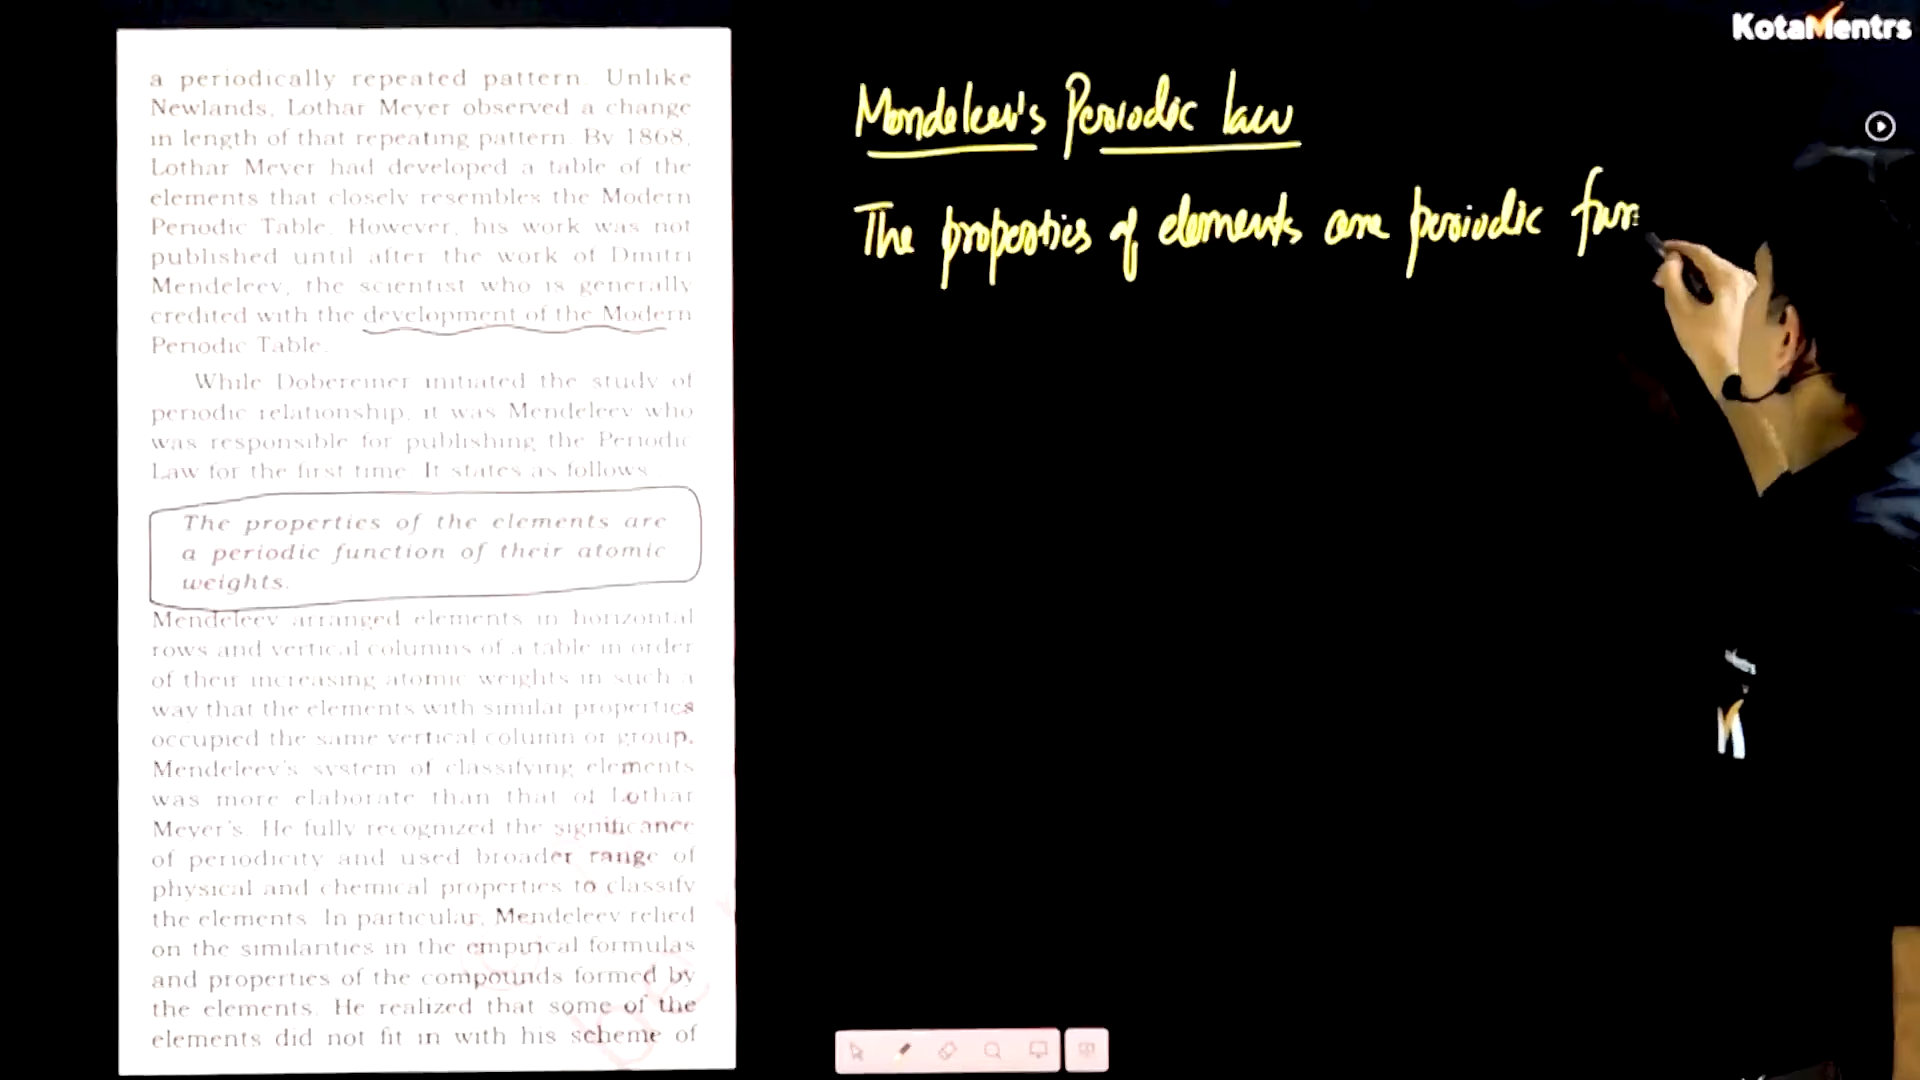 a periodically repeated pattern. Unlike
Newlands, Lothar Meyer observed a change
in length of that repeating pattern. By 1868,
Lothar Meyer had developed a table of the
elements that closely resembles the Modern
Periodic Table. However, his work was not
published until after the work of Dmitri
Mendeleev, the scientist who is generally
credited with the development of the Modern
Periodic Table.
While Dobereiner initiated the study of
periodic relationship, it was Mendeleev who
was responsible for publishing the Periodic
Law for the first time. It states as follows
The properties of the elements are
a periodic function of their atomic
weights.
Mendeleev arranged elements in horizontal
rows and vertical columns of a table in order
of their increasing atomic weights in such a
way that the elements with similar properties
occupied the same vertical column or group.
Mendeleev's system of classifying elements
was more elaborate than that of Lothar
Meyer's. He fully recognized the significance
of periodicity and used broader range of
physical and chemical properties to classify
the elements. In particular, Mendeleev relied
on the similarities in the empirical formulas
and properties of the compounds formed by
the elements. He realized that some of the
elements did not fit in with his scheme of
KotaMentrs
Mendeleev's Periodic law
The properties of elements are periodic fun